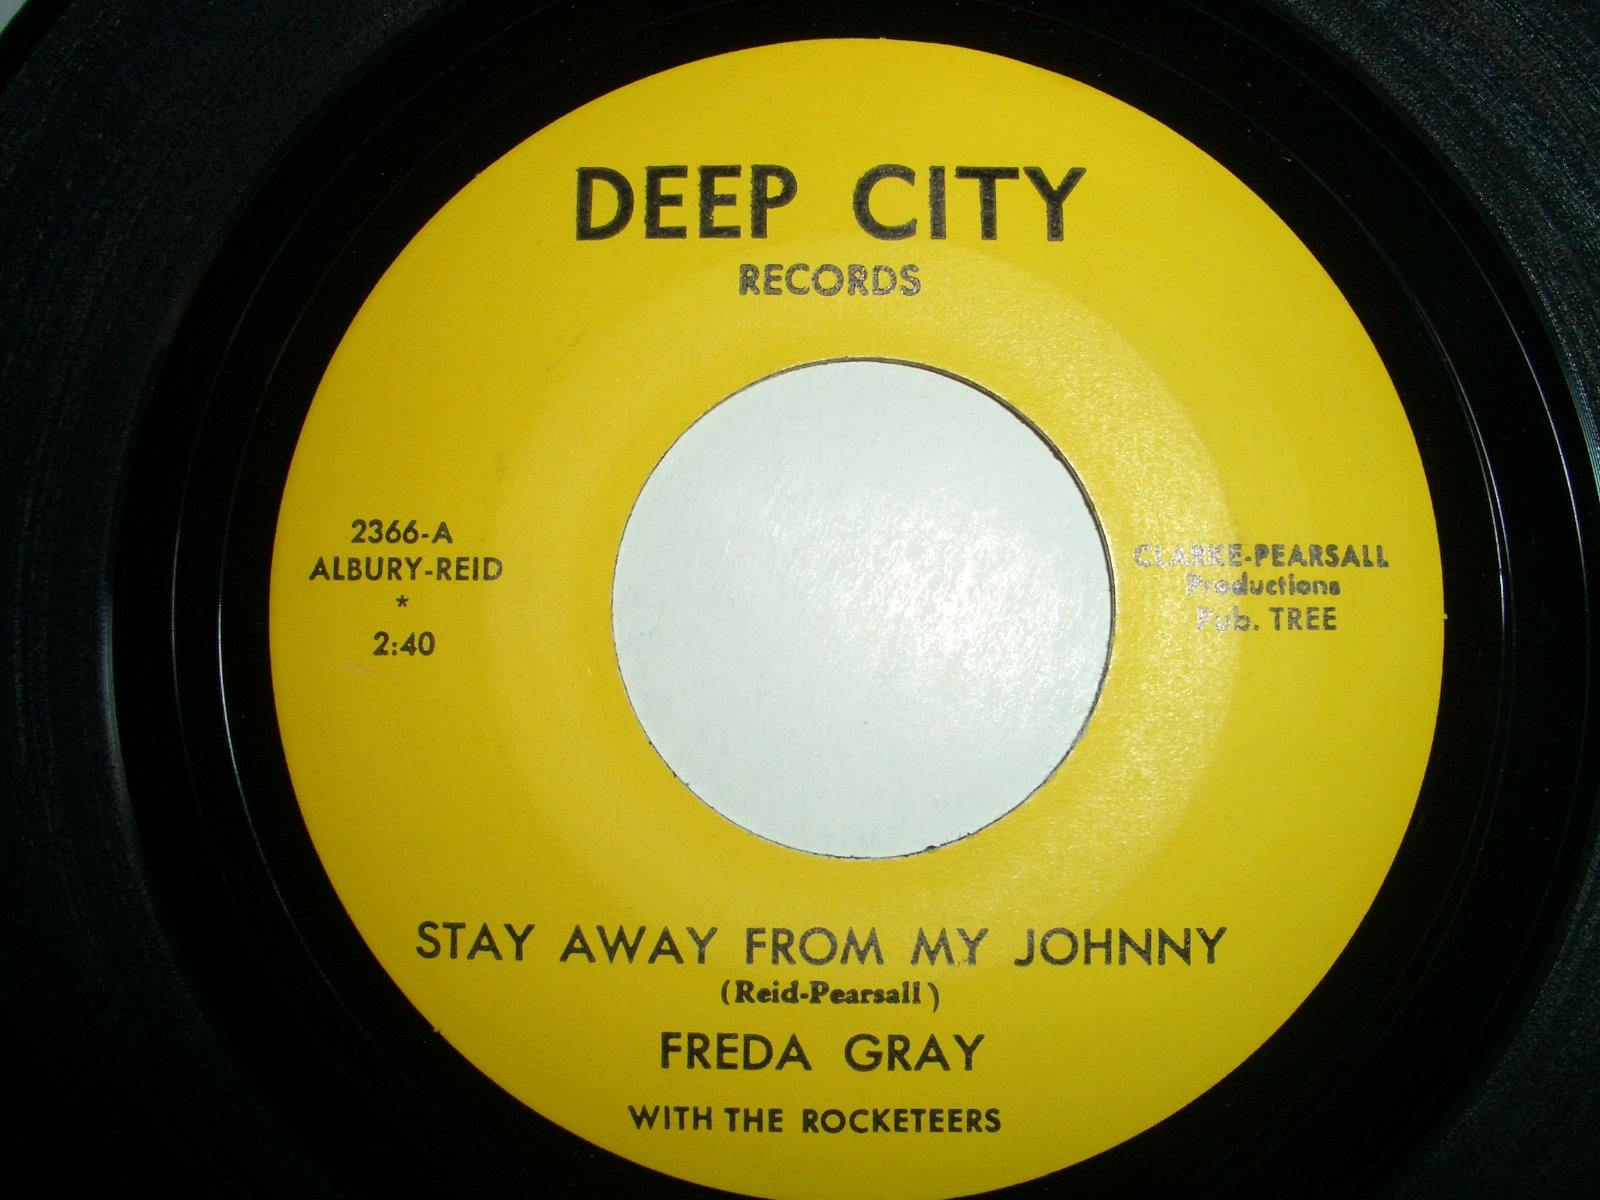 DEEP CITY
RECORDS
2366-A
ALBURY-REID
*
2:40
CLARKE-PEARSALL
Productions
Pub. TREE
STAY AWAY FROM MY JOHNNY
(Reid-Pearsall)
FREDA GRAY
WITH THE ROCKETEERS